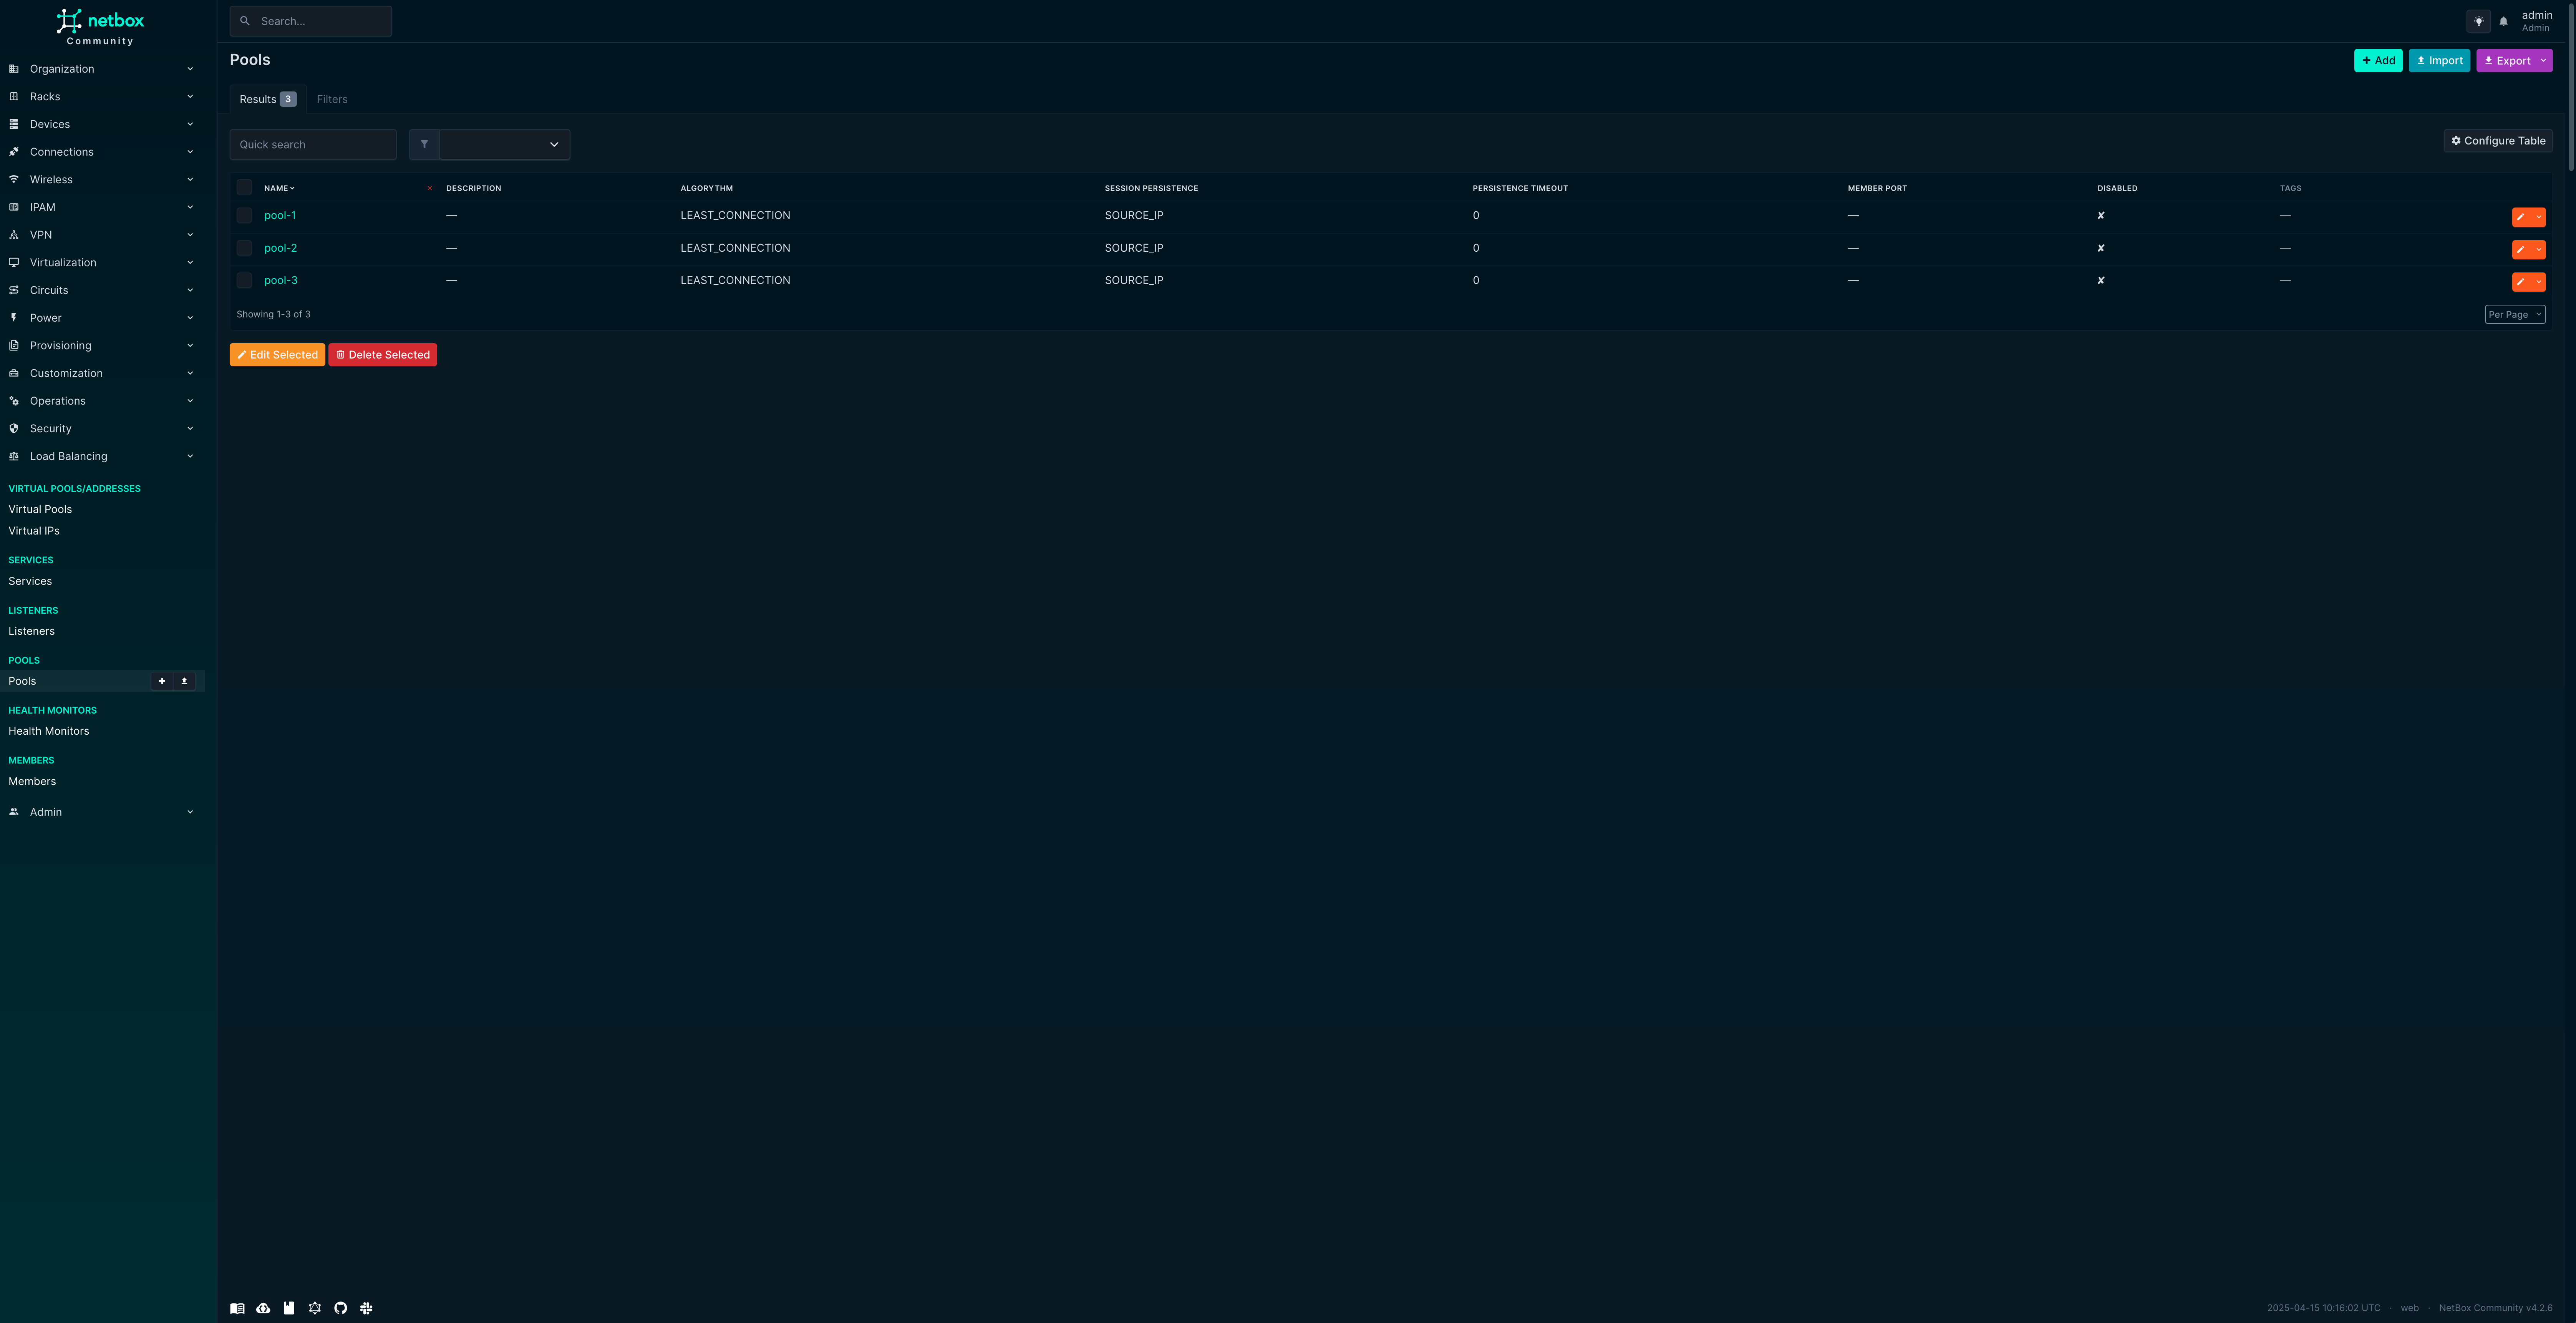 netbox
Community
Search...
admin
Admin
Organization
Racks
Devices
Connections
Wireless
IPAM
VPN
Virtualization
Circuits
Power
Provisioning
Customization
Operations
Security
Load Balancing
VIRTUAL POOLS/ADDRESSES
Virtual Pools
Virtual IPs
SERVICES
Services
LISTENERS
Listeners
POOLS
Pools
HEALTH MONITORS
Health Monitors
MEMBERS
Members
Admin
Pools
Add Import Export
Results 3 Filters
Quick search
Configure Table
NAME DESCRIPTION ALGORYTHM SESSION PERSISTENCE PERSISTENCE TIMEOUT MEMBER PORT DISABLED TAGS
pool-1 — LEAST_CONNECTION SOURCE_IP 0 — ✘ —
pool-2 — LEAST_CONNECTION SOURCE_IP 0 — ✘ —
pool-3 — LEAST_CONNECTION SOURCE_IP 0 — ✘ —
Showing 1-3 of 3
Per Page
Edit Selected Delete Selected
2025-04-15 10:16:02 UTC · web · NetBox Community v4.2.6